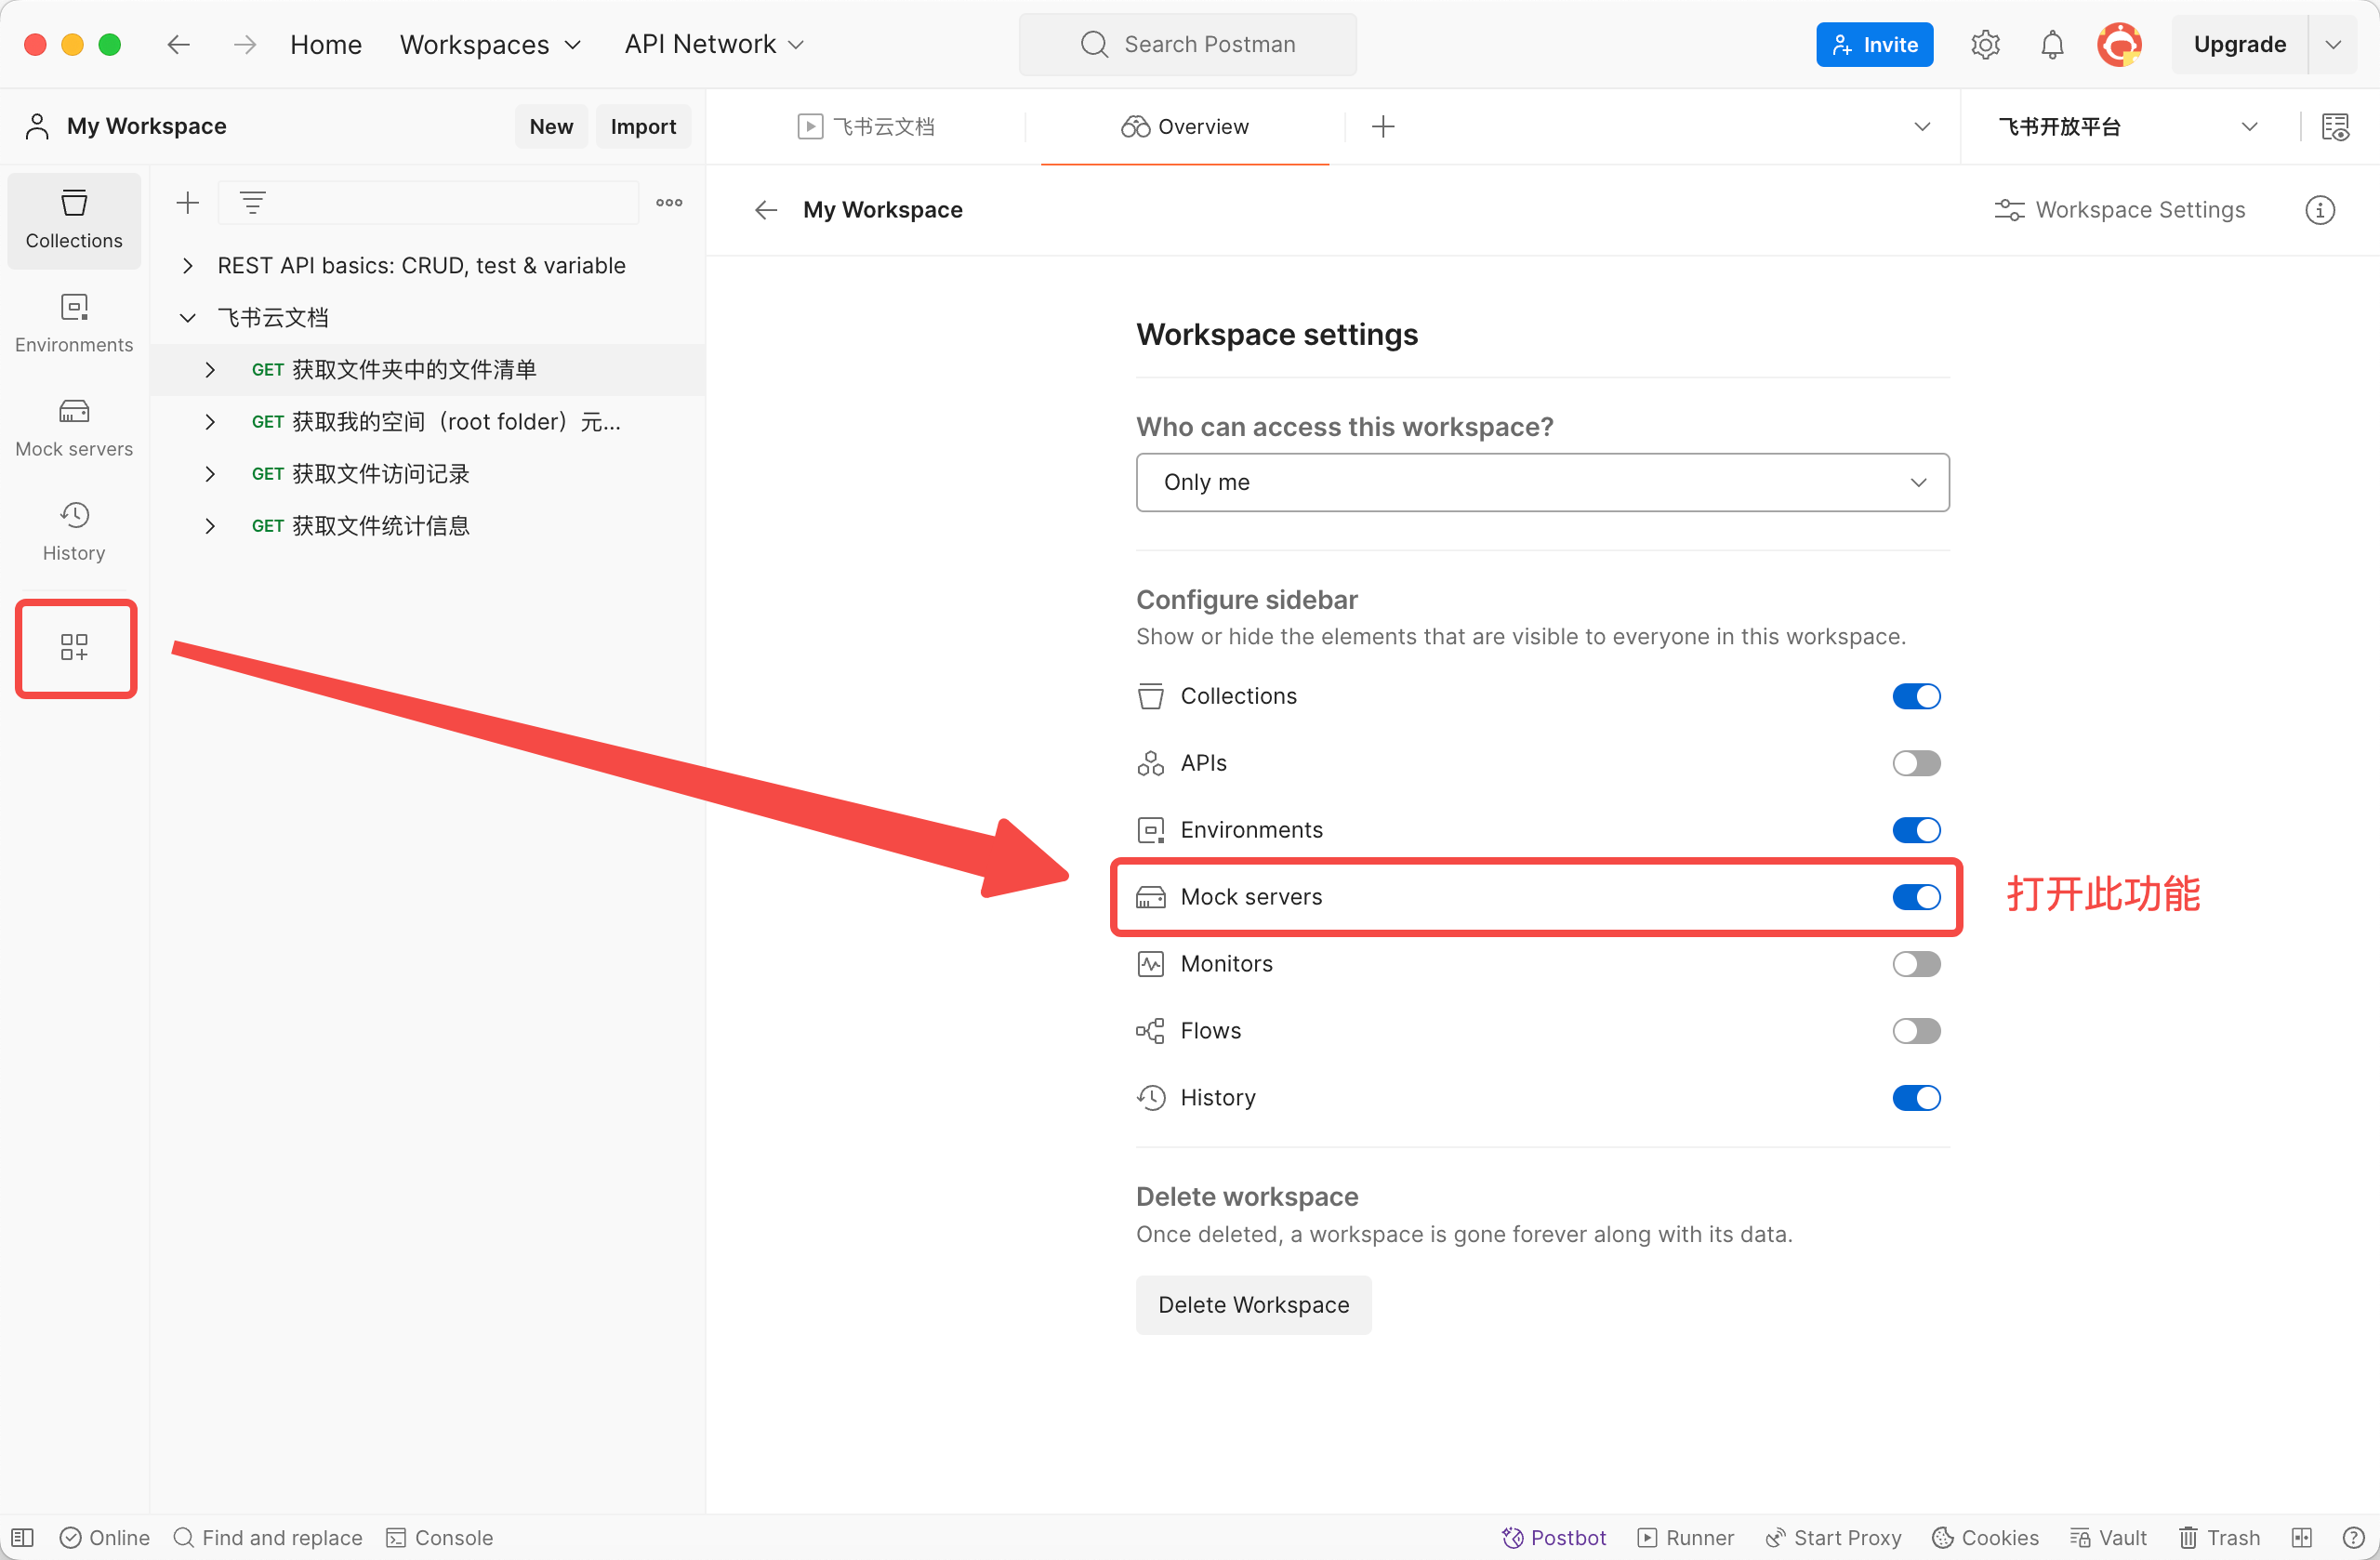 Home Workspaces API Network Search Postman Invite Upgrade
My Workspace New Import 飞书云文档 Overview 飞书开放平台
Collections
Environments
Mock servers
History
REST API basics: CRUD, test & variable
飞书云文档
GET 获取文件夹中的文件清单
GET 获取我的空间（root folder）元...
GET 获取文件访问记录
GET 获取文件统计信息
My Workspace Workspace Settings
Workspace settings
Who can access this workspace?
Only me
Configure sidebar
Show or hide the elements that are visible to everyone in this workspace.
Collections
APIs
Environments
Mock servers 打开此功能
Monitors
Flows
History
Delete workspace
Once deleted, a workspace is gone forever along with its data.
Delete Workspace
Online Find and replace Console Postbot Runner Start Proxy Cookies Vault Trash